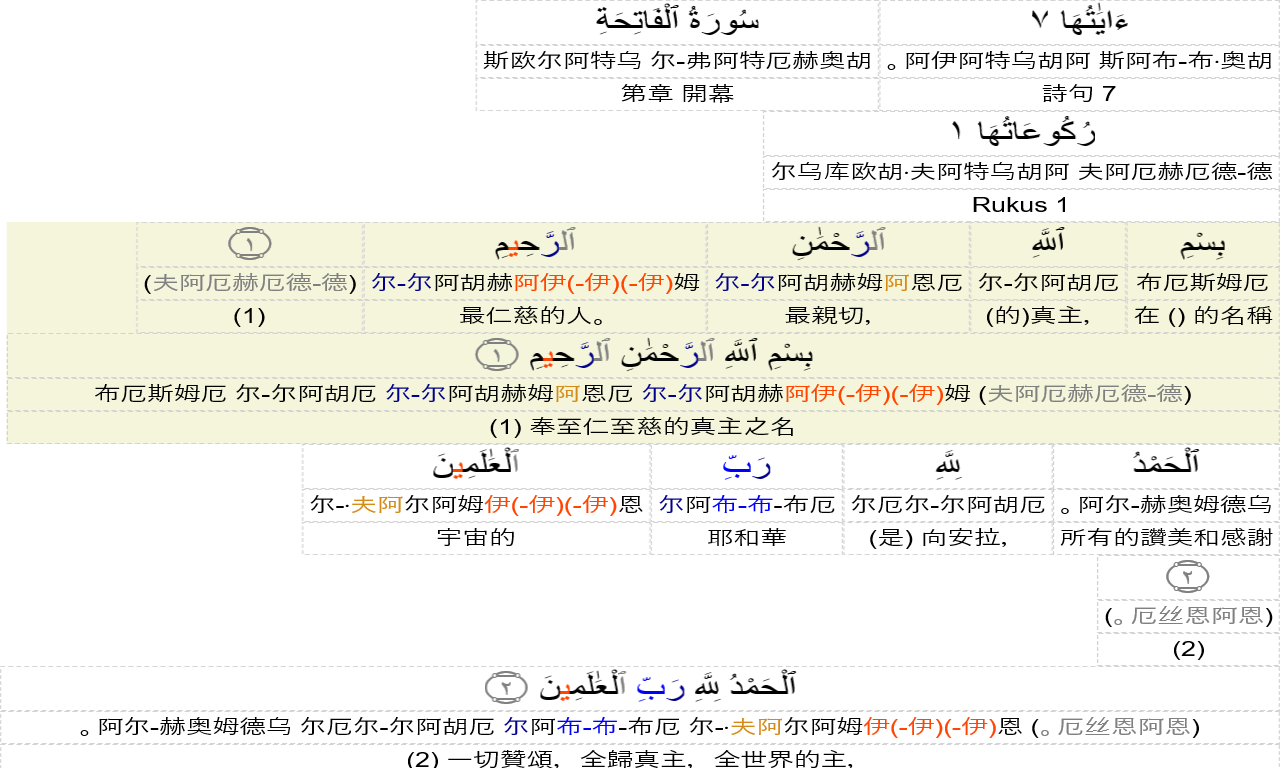 ءَايَٰتُهَا ٧ سُورَةُ ٱلْفَاتِحَةِ
。阿伊阿特乌胡阿 斯阿布-布·奥胡 斯欧尔阿特乌 尔-弗阿特厄赫奥胡
詩句 7 第章 開幕
رُكُوعَاتُهَا ١
尔乌库欧胡·夫阿特乌胡阿 夫阿厄赫厄德-德
Rukus 1
بِسْمِ ٱللَّهِ ٱلرَّحْمَٰنِ ٱلرَّحِيمِ ١
布厄斯姆厄 尔-尔阿胡厄 尔-尔阿胡赫姆阿恩厄 尔-尔阿胡赫阿伊(-伊)(-伊)姆 (夫阿厄赫厄德-德)
在 () 的名稱 (的)真主, 最親切, 最仁慈的人。 (1)
بِسْمِ ٱللَّهِ ٱلرَّحْمَٰنِ ٱلرَّحِيمِ ١
布厄斯姆厄 尔-尔阿胡厄 尔-尔阿胡赫姆阿恩厄 尔-尔阿胡赫阿伊(-伊)(-伊)姆 (夫阿厄赫厄德-德)
(1) 奉至仁至慈的真主之名
ٱلْحَمْدُ لِلَّهِ رَبِّ ٱلْعَٰلَمِينَ
。阿尔-赫奥姆德乌 尔厄尔-尔阿胡厄 尔阿布-布-布厄 尔-·夫阿尔阿姆伊(-伊)(-伊)恩
所有的讚美和感謝 (是) 向安拉, 耶和華 宇宙的
٢
(。厄丝恩阿恩)
(2)
ٱلْحَمْدُ لِلَّهِ رَبِّ ٱلْعَٰلَمِينَ ٢
。阿尔-赫奥姆德乌 尔厄尔-尔阿胡厄 尔阿布-布-布厄 尔-·夫阿尔阿姆伊(-伊)(-伊)恩 (。厄丝恩阿恩)
(2) 一切贊頌, 全歸真主, 全世界的主,